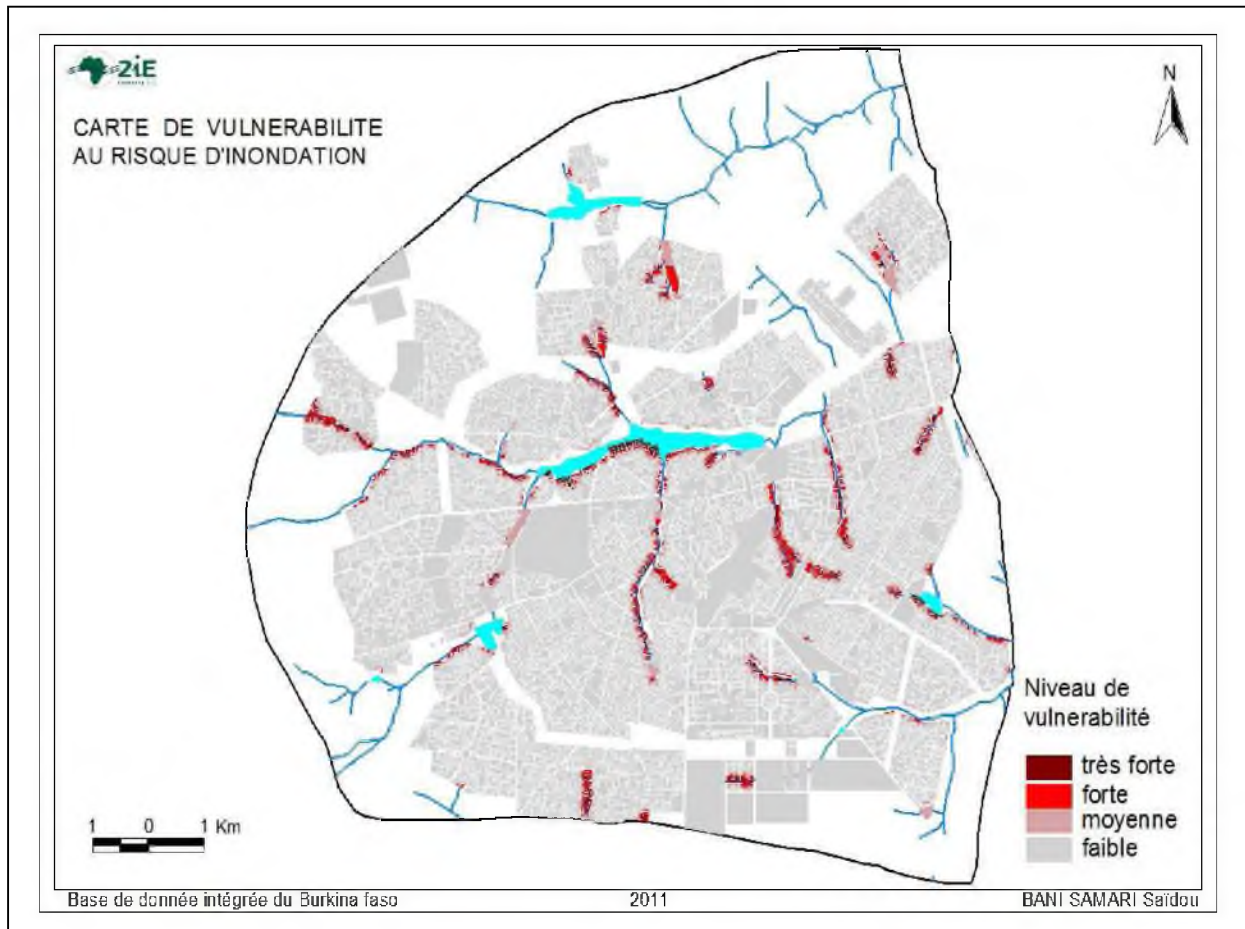 2iE
CARTE DE VULNERABILITE
AU RISQUE D'INONDATION
N
Niveau de
vulnerabilité
très forte
forte
moyenne
faible
1 0 1 Km
Base de donnée intégrée du Burkina faso 2011 BANI SAMARI Saïdou